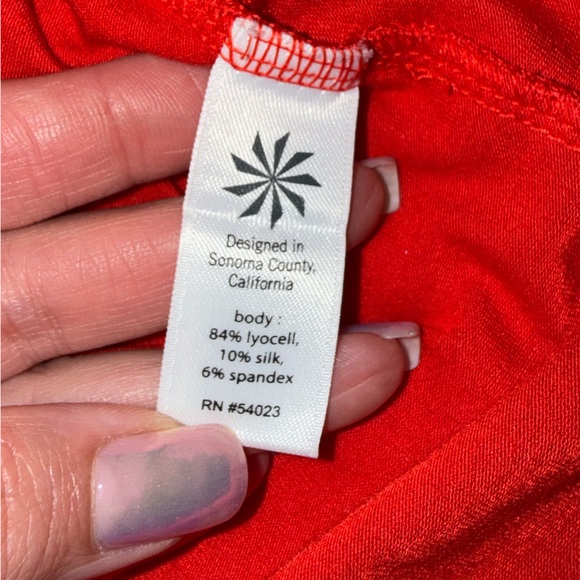 Designed in
Sonoma County,
California
body :
84% lyocell,
10% silk,
6% spandex
RN #54023